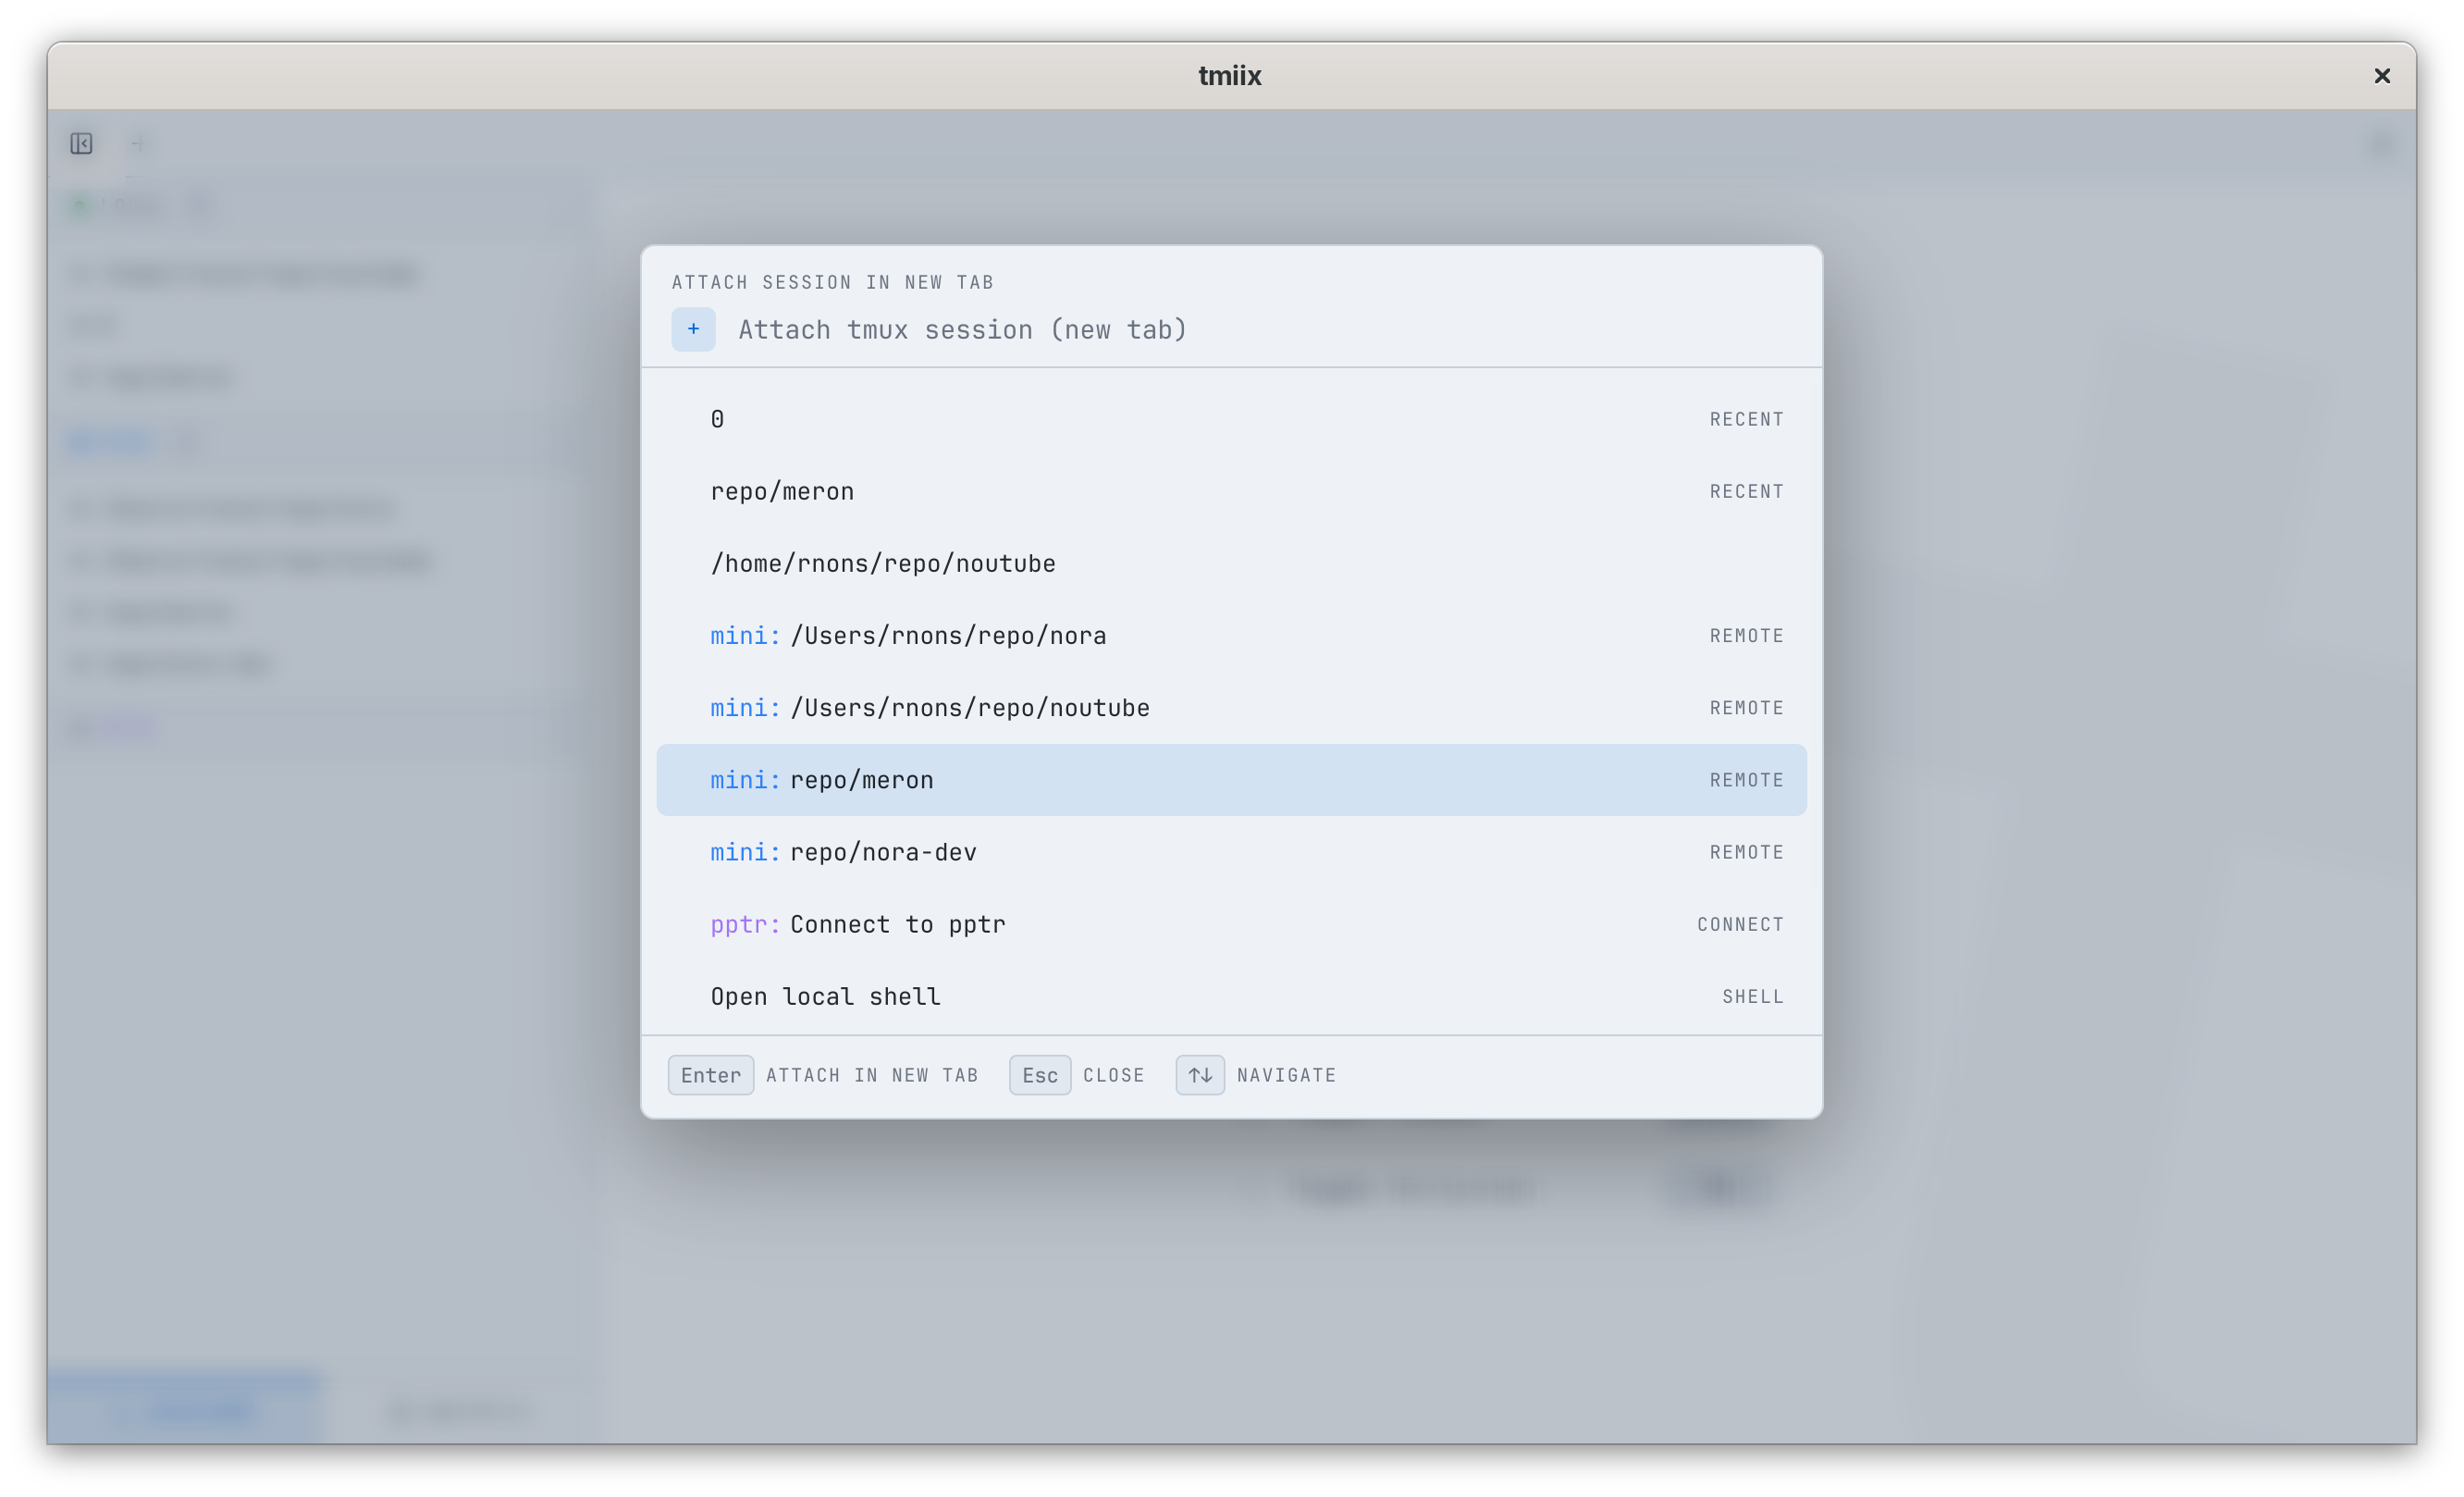 tmiix
ATTACH SESSION IN NEW TAB
+ Attach tmux session (new tab)
0 RECENT
repo/meron RECENT
/home/rnons/repo/noutube
mini: /Users/rnons/repo/nora REMOTE
mini: /Users/rnons/repo/noutube REMOTE
mini: repo/meron REMOTE
mini: repo/nora-dev REMOTE
pptr: Connect to pptr CONNECT
Open local shell SHELL
Enter ATTACH IN NEW TAB Esc CLOSE ↑↓ NAVIGATE